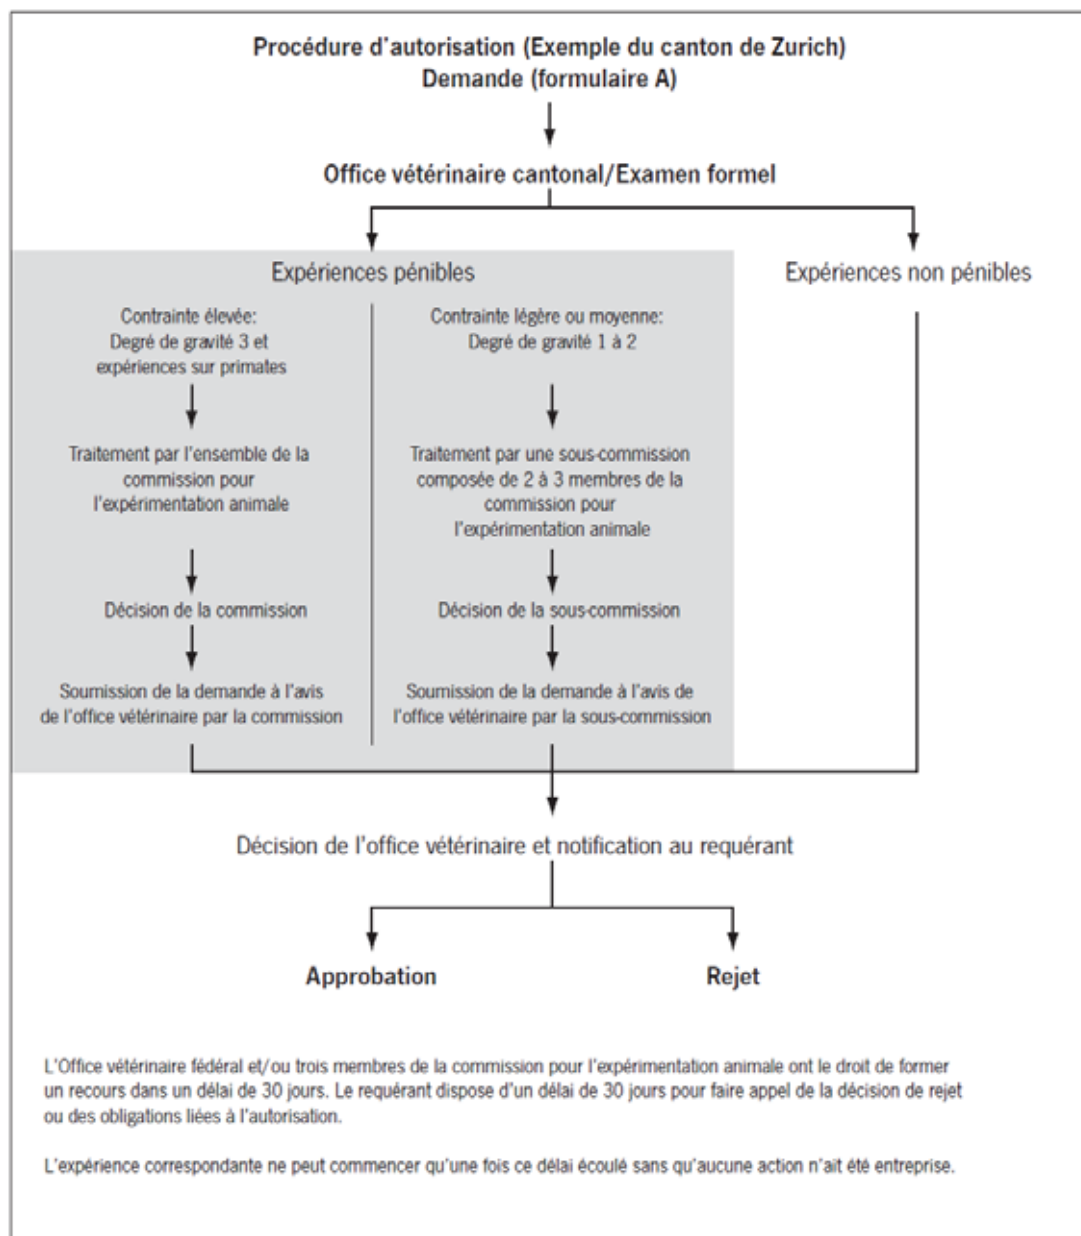 Procédure d'autorisation (Exemple du canton de Zurich)
Demande (formulaire A)
Office vétérinaire cantonal/Examen formel
Expériences pénibles
Expériences non pénibles
Contrainte élevée:
Degré de gravité 3 et
expériences sur primates
Contrainte légère ou moyenne:
Degré de gravité 1 à 2
Traitement par l'ensemble de la
commission pour
l'expérimentation animale
Traitement par une sous-commission
composée de 2 à 3 membres de la
commission pour
l'expérimentation animale
Décision de la commission
Décision de la sous-commission
Soumission de la demande à l'avis
de l'office vétérinaire par la commission
Soumission de la demande à l'avis de
l'office vétérinaire par la sous-commission
Décision de l'office vétérinaire et notification au requérant
Approbation
Rejet
L'Office vétérinaire fédéral et/ou trois membres de la commission pour l'expérimentation animale ont le droit de former
un recours dans un délai de 30 jours. Le requérant dispose d'un délai de 30 jours pour faire appel de la décision de rejet
ou des obligations liées à l'autorisation.
L'expérience correspondante ne peut commencer qu'une fois ce délai écoulé sans qu'aucune action n'ait été entreprise.